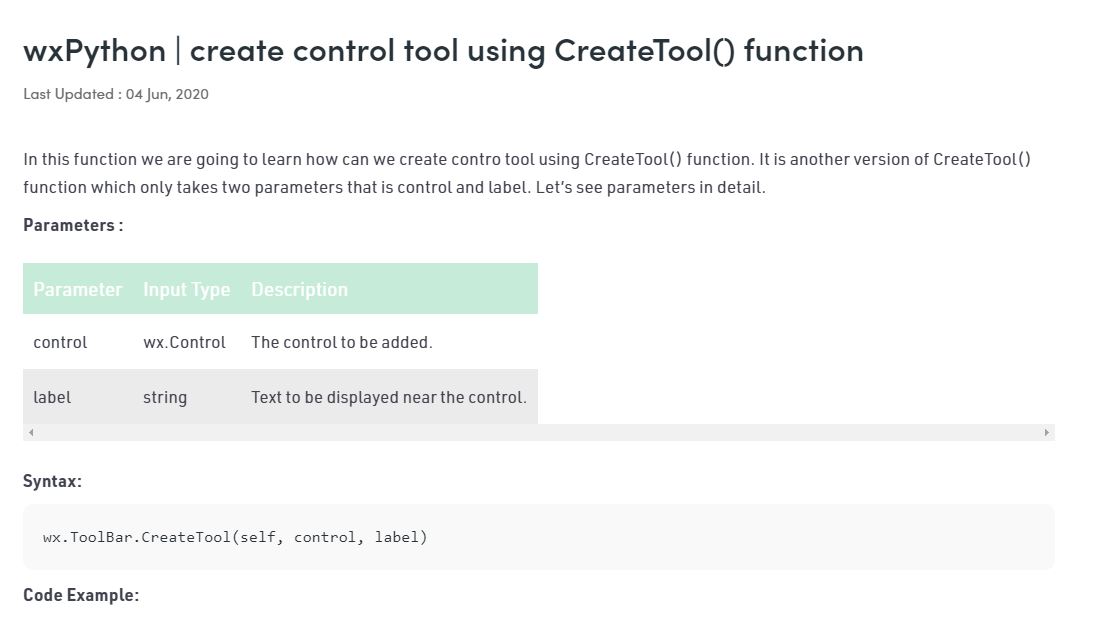 wxPython | create control tool using CreateTool() function
Last Updated : 04 Jun, 2020
In this function we are going to learn how can we create contro tool using CreateTool() function. It is another version of CreateTool()
function which only takes two parameters that is control and label. Let’s see parameters in detail.
Parameters :
Parameter Input Type Description
control wx.Control The control to be added.
label string Text to be displayed near the control.
Syntax:
wx.ToolBar.CreateTool(self, control, label)
Code Example: